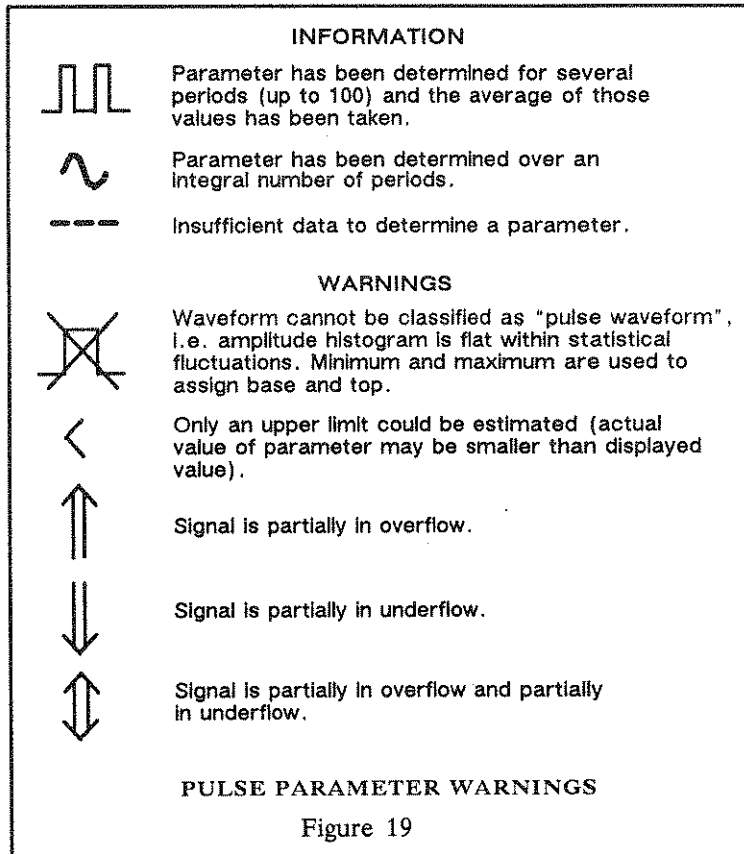 INFORMATION
Parameter has been determined for several
periods (up to 100) and the average of those
values has been taken.
Parameter has been determined over an
integral number of periods.
Insufficient data to determine a parameter.
WARNINGS
Waveform cannot be classified as "pulse waveform",
i.e. amplitude histogram is flat within statistical
fluctuations. Minimum and maximum are used to
assign base and top.
Only an upper limit could be estimated (actual
value of parameter may be smaller than displayed
value).
Signal is partially in overflow.
Signal is partially in underflow.
Signal is partially in overflow and partially
in underflow.
PULSE PARAMETER WARNINGS
Figure 19